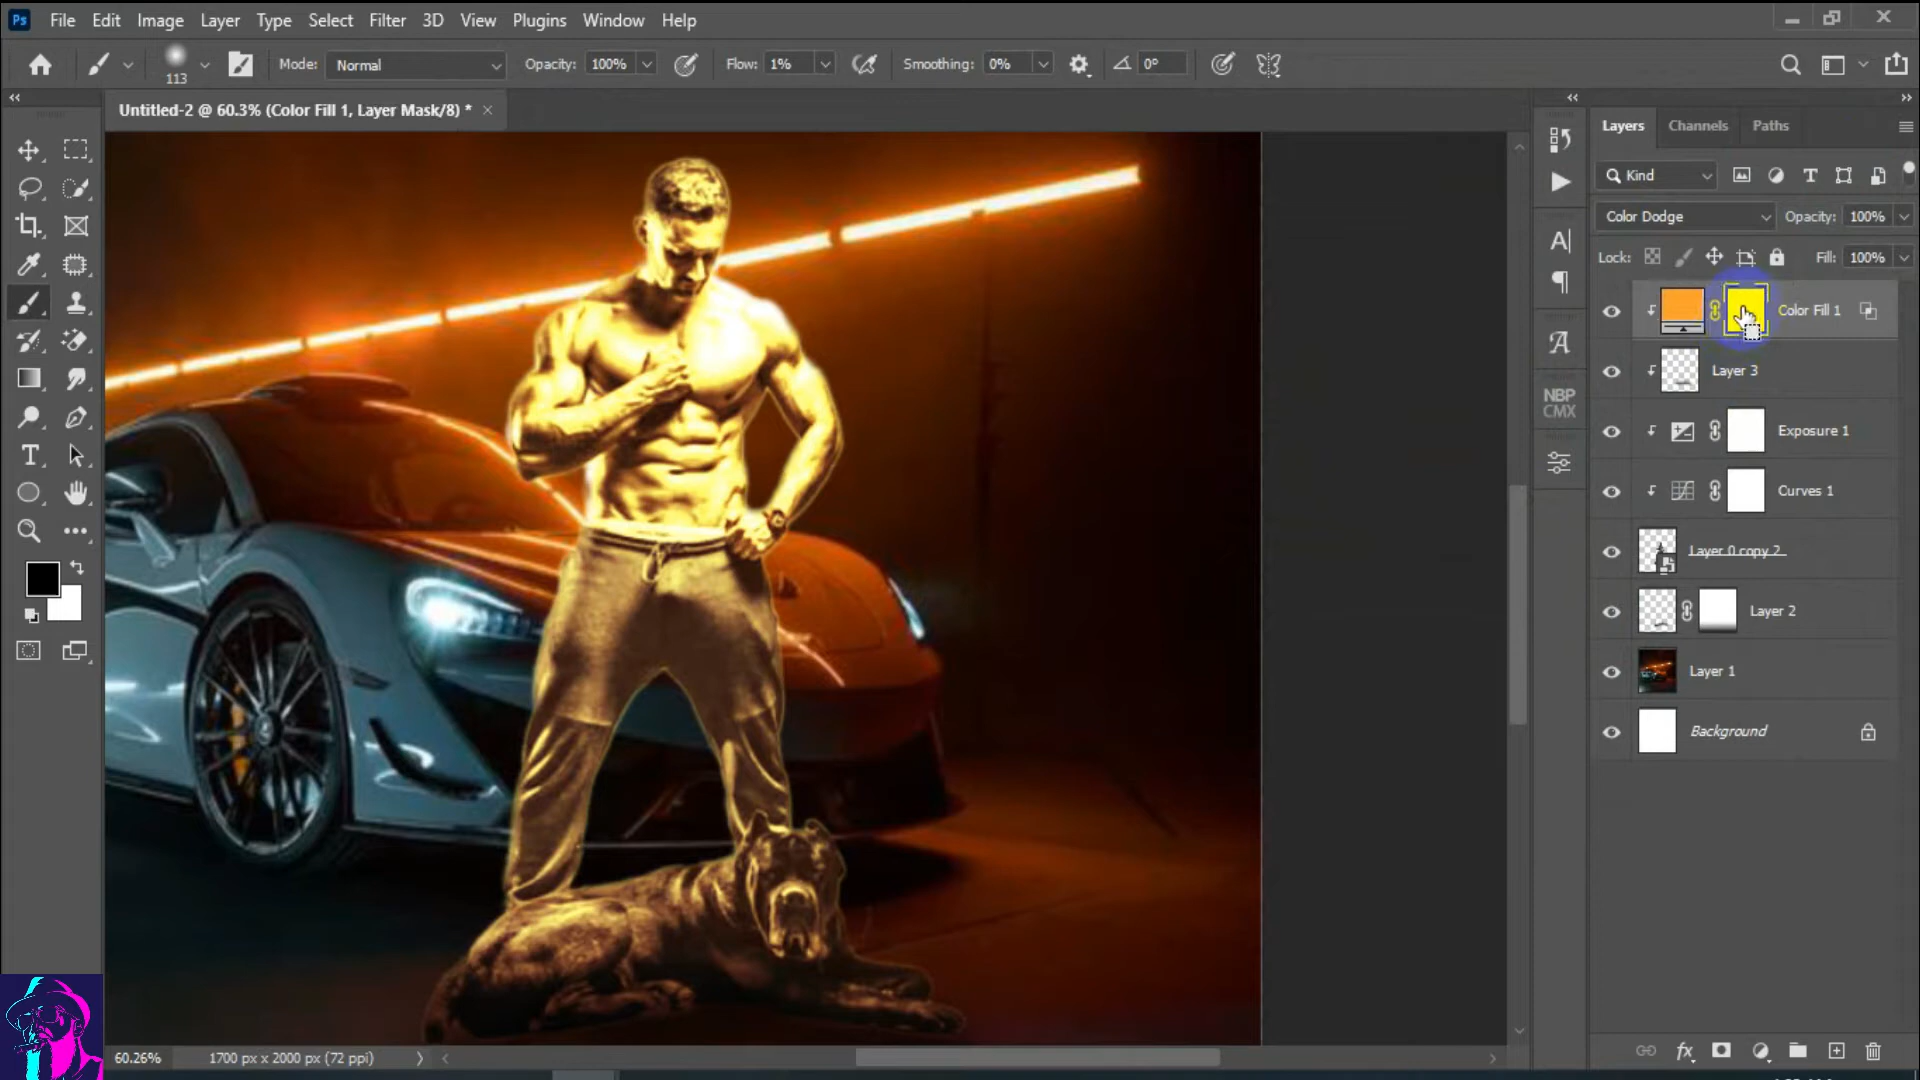 Ps File Edit Image Layer Type Select Filter 3D View Plugins Window Help
113 Mode: Normal Opacity: 100% Flow: 1% Smoothing: 0% 0°
Untitled-2 @ 60.3% (Color Fill 1, Layer Mask/8) *
Layers Channels Paths
Kind
Color Dodge Opacity: 100%
Lock: Fill: 100%
Color Fill 1
Layer 3
Exposure 1
Curves 1
Layer 0 copy 2
Layer 2
Layer 1
Background
NBP
CMX
60.26% 1700 px x 2000 px (72 ppi)